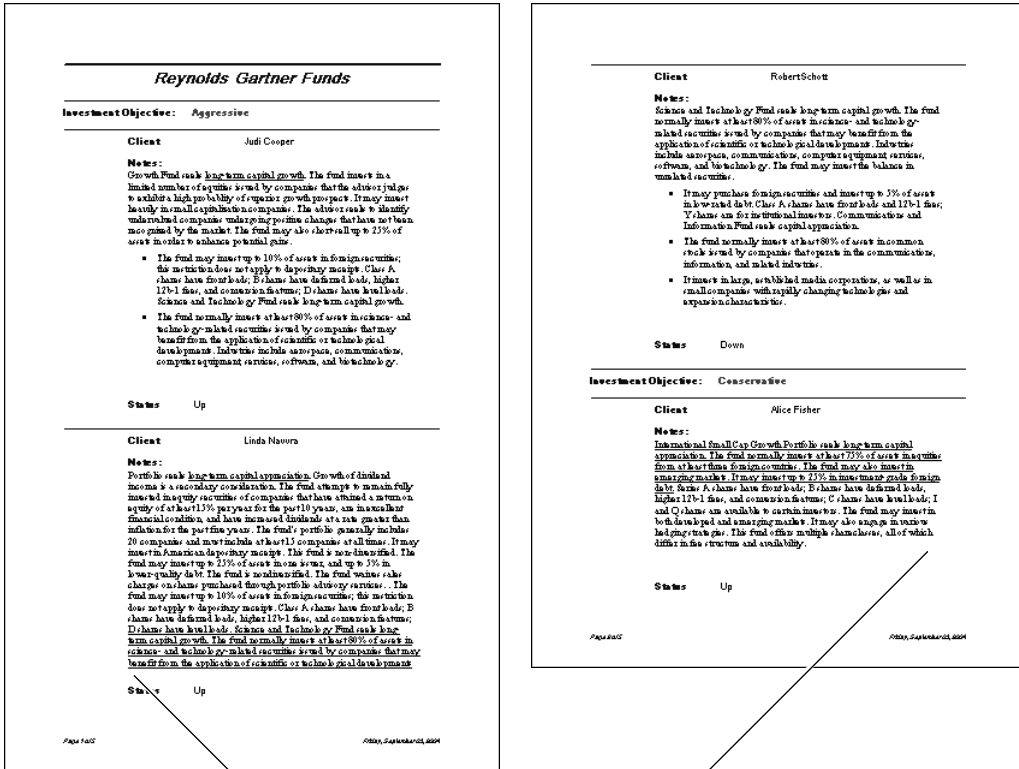 Reynolds Gartner Funds
Investment Objective: Aggressive
Client Judi Cooper
Notes:
Growth Fund seeks long-term capital growth. The fund invests in a
limited number of equities issued by companies that the advisor judges
to exhibit a high probablity of superior growth prospects. It may invest
heavily in small capitalization companies. The advisor seeks to identify
undervalued companies undergoing positive changes that have not been
recognized by the market. The fund may also short-sell up to 25% of
assets in order to enhance potential gains.
• The fund may invest up to 10% of assets in foreign securities;
this restriction does not apply to depositary receipts. Class A
shares have front loads; B shares have deferred loads, higher
12b-1 fees, and conversion features; D shares have level loads.
Science and Technology Fund seeks long-term capital growth.
• The fund normally invests at least 80% of assets in science- and
technology-related securities issued by companies that may
benefit from the application of scientific or technological
developments. Industries include aerospace, communications,
computer equipment, services, software, and biotechnology.
Status Up
Client Linda Navvra
Notes:
Portfolio seeks long-term capital appreciation. Growth of dividend
income is a secondary consideration. The fund attempts to remain fully
invested in equity securities of companies that have attained a return on
equity of at least 15% per year for the past 10 years, are in excellent
financial condition, and have increased dividends at a rate greater than
inflation for the past five years. The fund's portfolio generally includes
20 companies and must include at least 15 companies at all times. It may
invest in American depositary receipts. This fund is non-diversified. The
fund may invest up to 25% of assets in one issuer, and up to 5% in
lower-quality debt. The fund is nondiversified. The fund waives sales
charges on shares purchased through portfolio advisory services. . The
fund may invest up to 10% of assets in foreign securities; this restriction
does not apply to depositary receipts. Class A shares have front loads; B
shares have deferred loads, higher 12b-1 fees, and conversion features;
D shares have level loads. Science and Technology Fund seeks long-
term capital growth. The fund normally invests at least 80% of assets in
science- and technology-related securities issued by companies that may
benefit from the application of scientific or technological developments
Status Up
Page 1 of 5 Friday, September 03, 2004
Client Robert Schott
Notes:
Science and Technology Fund seeks long-term capital growth. The fund
normally invests at least 80% of assets in science- and technology-
related securities issued by companies that may benefit from the
application of scientific or technological developments. Industries
include aerospace, communications, computer equipment, services,
software, and biotechnology. The fund may invest the balance in
unrelated securities.
• It may purchase foreign securities and invest up to 5% of assets
in low-rated debt. Class A shares have front loads and 12b-1 fees;
Y shares are for institutional investors. Communications and
Information Fund seeks capital appreciation.
• The fund normally invests at least 80% of assets in common
stocks issued by companies that operate in the communications,
information, and related industries.
• It invests in large, established media corporations, as well as in
small companies with rapidly changing technologies and
expansion characteristics.
Status Down
Investment Objective: Conservative
Client Alice Fisher
Notes:
International Small Cap Growth Portfolio seeks long-term capital
appreciation. The fund normally invests at least 75% of assets in equities
from at least three foreign countries. The fund may also invest in
emerging markets. It may invest up to 25% in investment grade foreign
debt. Series A shares have front loads; B shares have deferred loads,
higher 12b-1 fees, and conversion features; C shares have level loads; I
and Q shares are available to certain investors. The fund may invest in
both developed and emerging markets. It may also engage in various
hedging strategies. This fund offers multiple shareclasses, all of which
differ in fee structure and availability.
Status Up
Page 2 of 5 Friday, September 03, 2004